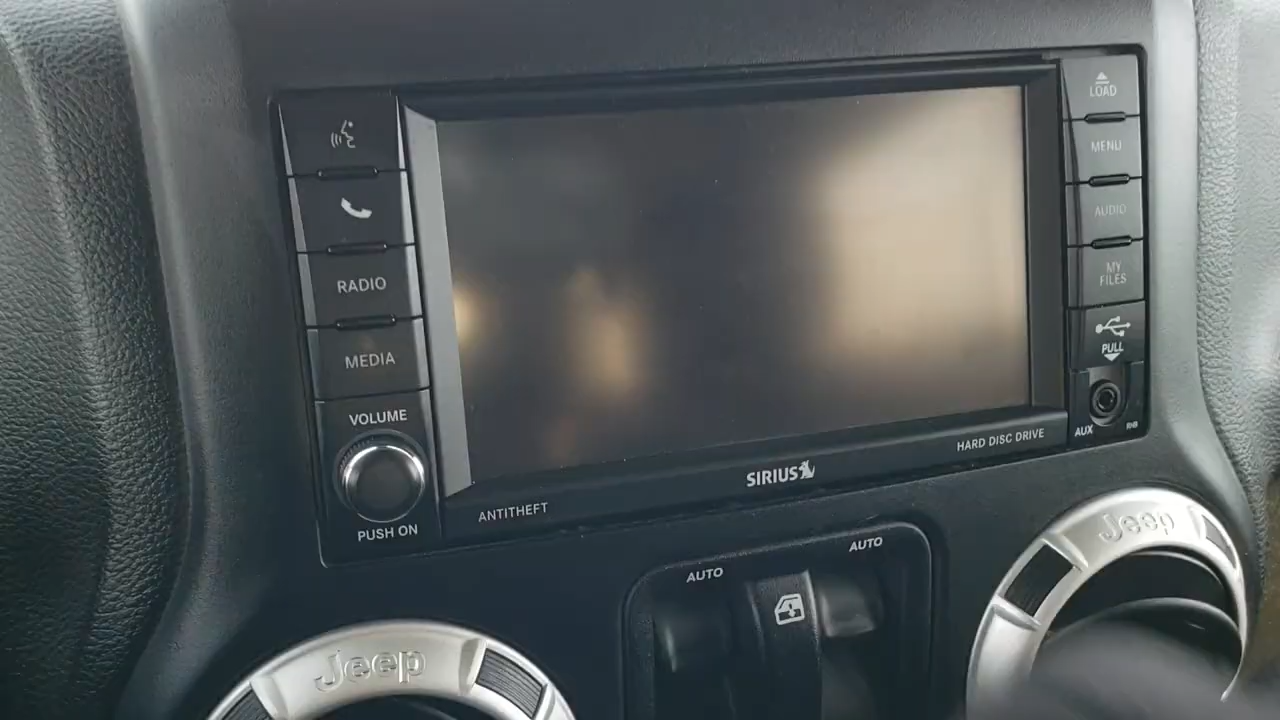 RADIO
MEDIA
VOLUME
PUSH ON
ANTITHEFT
SIRIUS
HARD DISC DRIVE
LOAD
MENU
AUDIO
MY
FILES
PULL
AUX
AUTO
AUTO
Jeep
Jeep